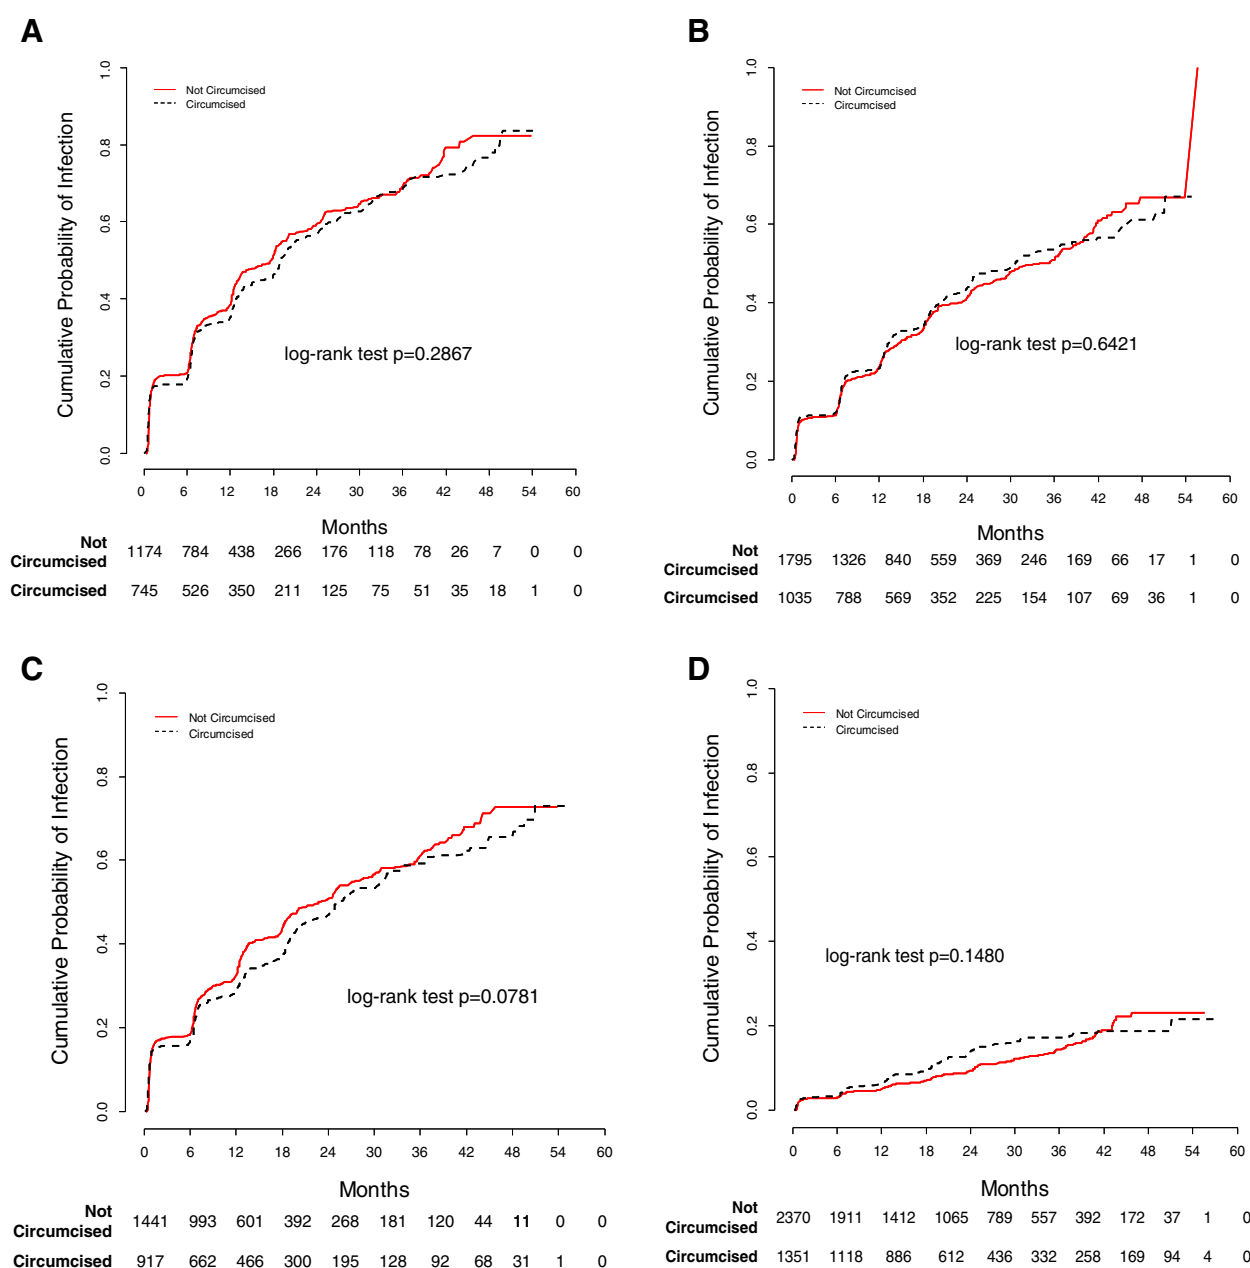 A
Cumulative Probability of Infection
1.0
0.8
0.6
0.4
0.2
0.0
Not Circumcised
Circumcised
log-rank test p=0.2867
0 6 12 18 24 30 36 42 48 54 60
Months
Not
Circumcised 1174 784 438 266 176 118 78 26 7 0 0
Circumcised 745 526 350 211 125 75 51 35 18 1 0
B
Cumulative Probability of Infection
1.0
0.8
0.6
0.4
0.2
0.0
Not Circumcised
Circumcised
log-rank test p=0.6421
0 6 12 18 24 30 36 42 48 54 60
Months
Not
Circumcised 1795 1326 840 559 369 246 169 66 17 1 0
Circumcised 1035 788 569 352 225 154 107 69 36 1 0
C
Cumulative Probability of Infection
1.0
0.8
0.6
0.4
0.2
0.0
Not Circumcised
Circumcised
log-rank test p=0.0781
0 6 12 18 24 30 36 42 48 54 60
Months
Not
Circumcised 1441 993 601 392 268 181 120 44 11 0 0
Circumcised 917 662 466 300 195 128 92 68 31 1 0
D
Cumulative Probability of Infection
1.0
0.8
0.6
0.4
0.2
0.0
Not Circumcised
Circumcised
log-rank test p=0.1480
0 6 12 18 24 30 36 42 48 54 60
Months
Not
Circumcised 2370 1911 1412 1065 789 557 392 172 37 1 0
Circumcised 1351 1118 886 612 436 332 258 169 94 4 0